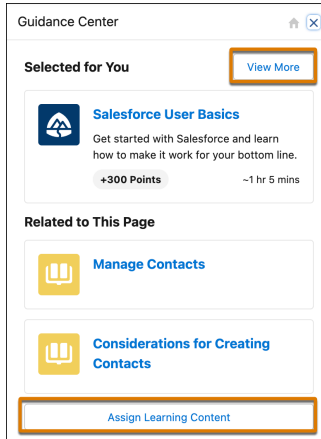 Guidance Center
Selected for You
View More
Salesforce User Basics
Get started with Salesforce and learn
how to make it work for your bottom line.
+300 Points
~1 hr 5 mins
Related to This Page
Manage Contacts
Considerations for Creating
Contacts
Assign Learning Content